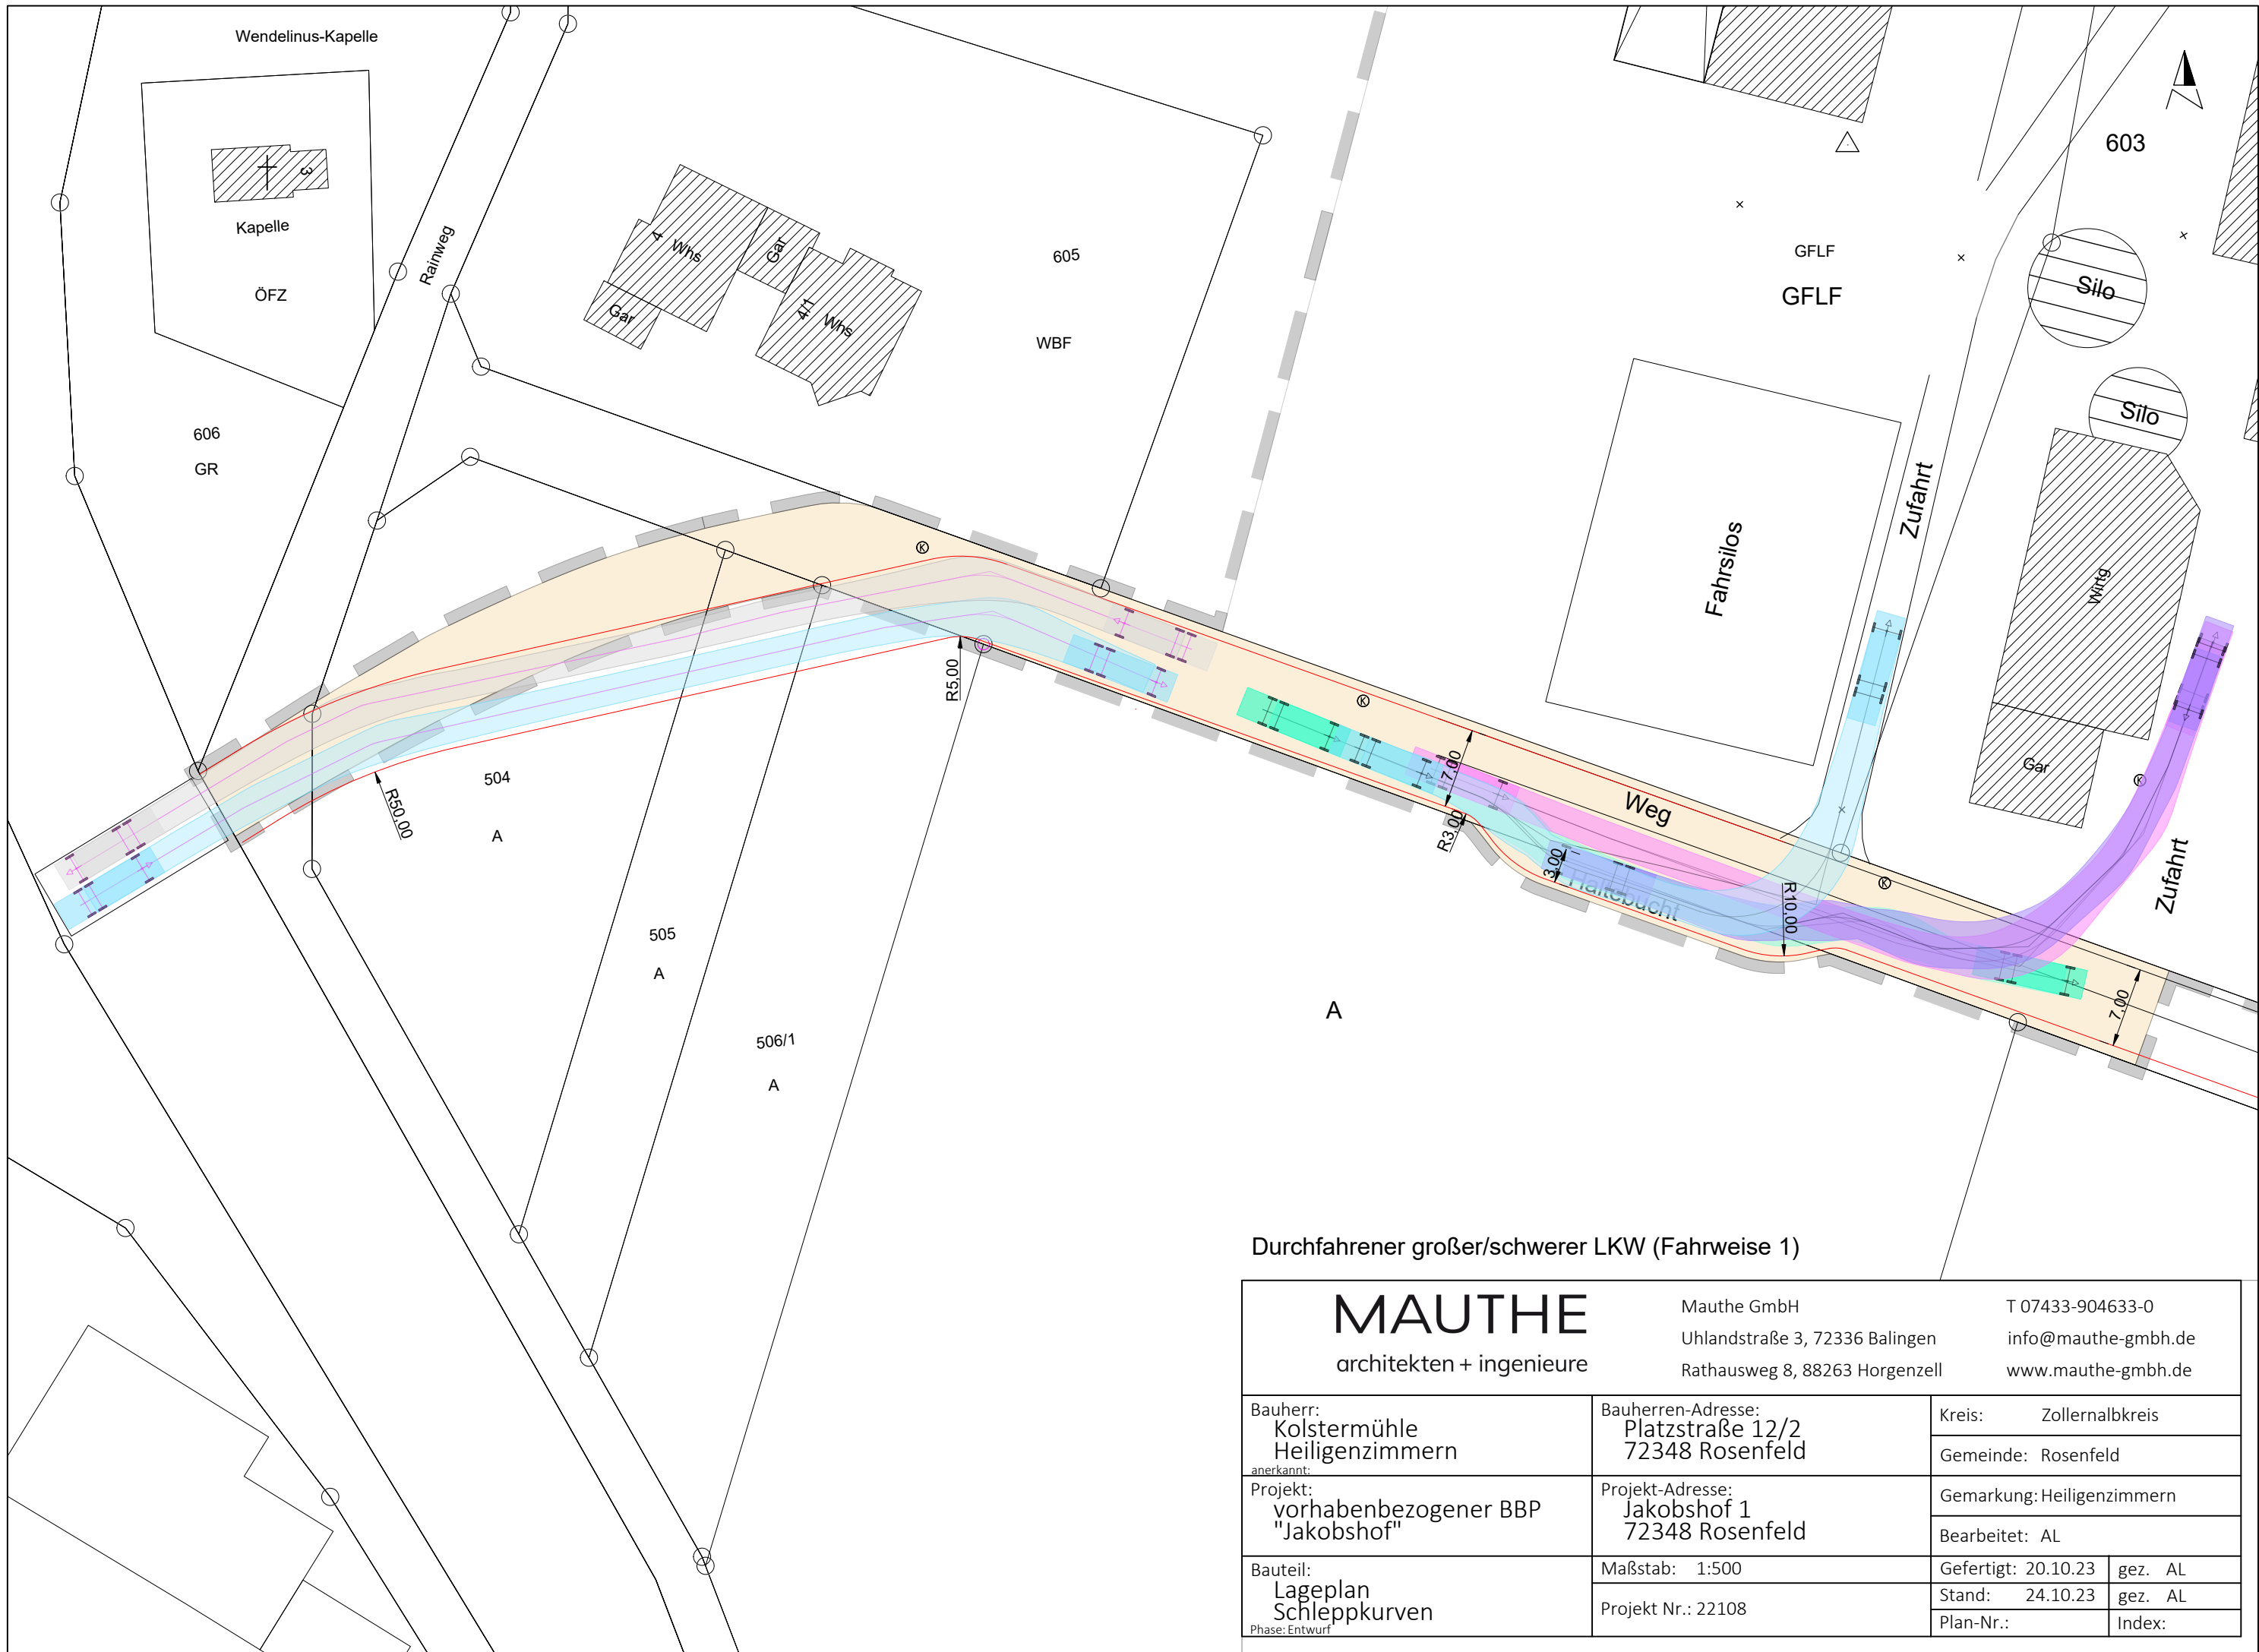 Wendelinus-Kapelle
3
Kapelle
ÖFZ
Rainweg
606
GR
4 Whs
Gar
Gar
4/1 Whs
605
WBF
603
GFLF
GFLF
Silo
Silo
Fahrsilos
Zufahrt
Wirtg
Gar
Zufahrt
K
K
K
K
Weg
Haltebucht
R5,00
R50,00
7,00
R3,00
3,00
R10,00
7,00
504
A
505
A
506/1
A
A
Durchfahrener großer/schwerer LKW (Fahrweise 1)
MAUTHE
architekten + ingenieure
Mauthe GmbH
Uhlandstraße 3, 72336 Balingen
Rathausweg 8, 88263 Horgenzell
T 07433-904633-0
info@mauthe-gmbh.de
www.mauthe-gmbh.de
Bauherr:
Kolstermühle
Heiligenzimmern
anerkannt:
Bauherren-Adresse:
Platzstraße 12/2
72348 Rosenfeld
Kreis: Zollernalbkreis
Gemeinde: Rosenfeld
Projekt:
vorhabenbezogener BBP
"Jakobshof"
Projekt-Adresse:
Jakobshof 1
72348 Rosenfeld
Gemarkung: Heiligenzimmern
Bearbeitet: AL
Bauteil:
Lageplan
Schleppkurven
Phase: Entwurf
Maßstab: 1:500
Projekt Nr.: 22108
Gefertigt: 20.10.23 gez. AL
Stand: 24.10.23 gez. AL
Plan-Nr.: Index: